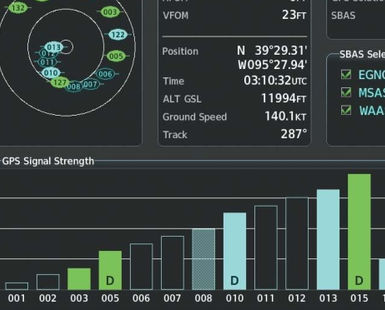 132
003
VFOM 23FT
SBAS
122
013
012
005
Position N 39°29.31'
W095°27.94'
SBAS Sele
011
010
006
EGNO
Time 03:10:32UTC
127
008
007
MSAS
ALT GSL 11994FT
WAA
Ground Speed 140.1KT
Track 287°
GPS Signal Strength
D D D
001 002 003 005 006 007 008 010 011 012 013 015